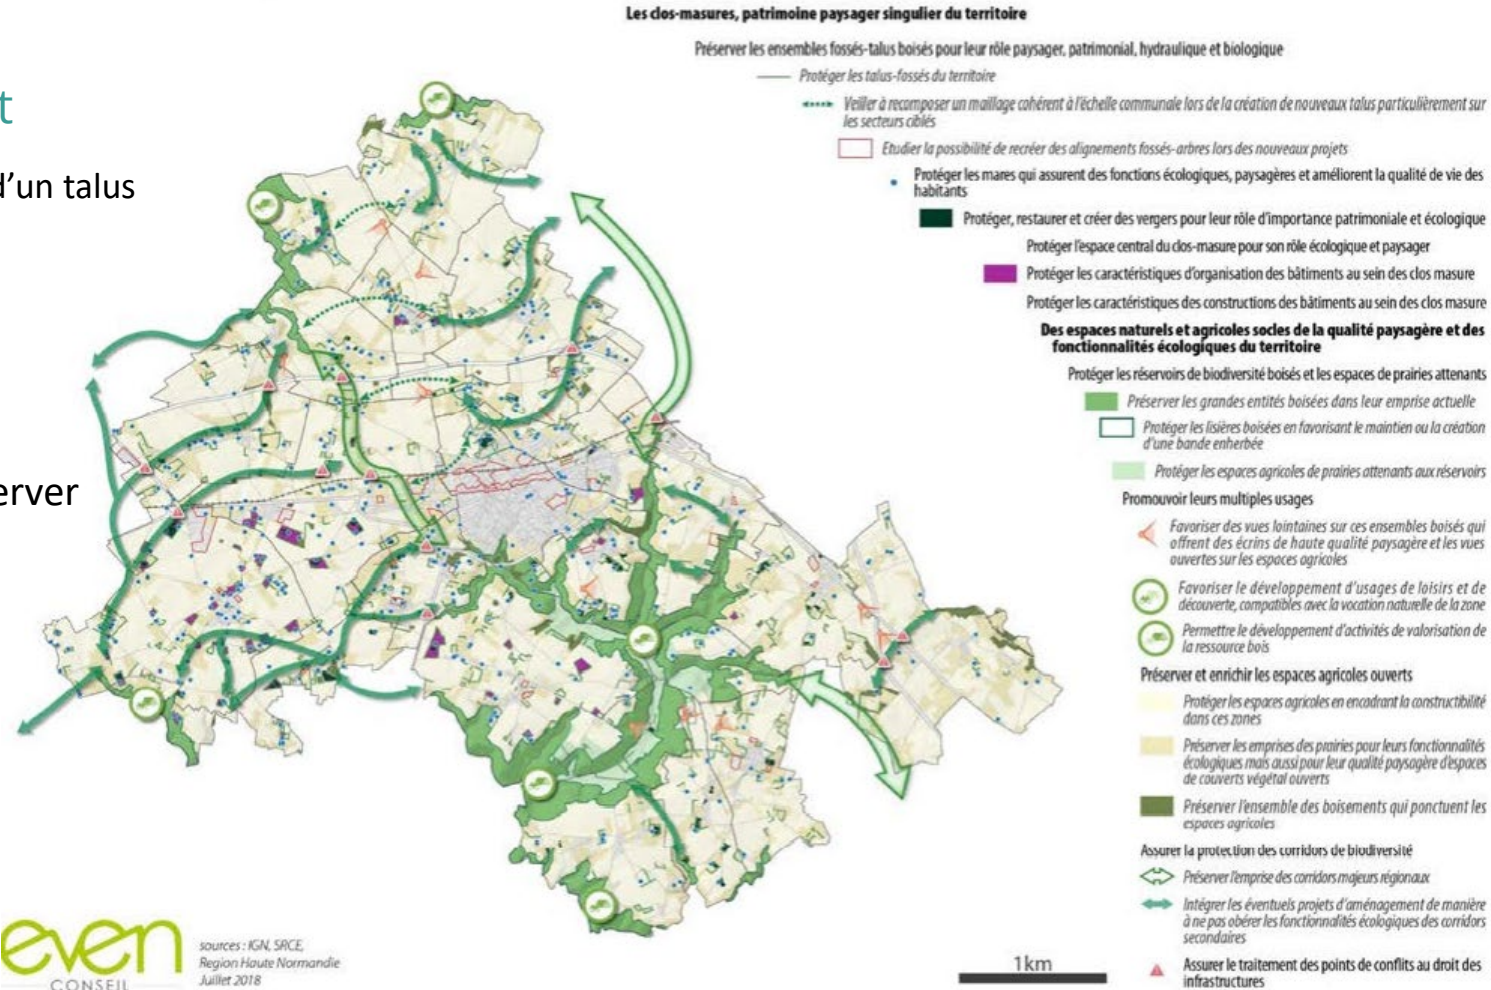 Les clos-masures, patrimoine paysager singulier du territoire
Préserver les ensembles fossés-talus boisés pour leur rôle paysager, patrimonial, hydraulique et biologique
Protéger les talus-fossés du territoire
Veiller à recomposer un maillage cohérent à l'échelle communale lors de la création de nouveaux talus particulièrement sur
les secteurs ciblés
Etudier la possibilité de recréer des alignements fossés-arbres lors des nouveaux projets
Protéger les mares qui assurent des fonctions écologiques, paysagères et améliorent la qualité de vie des
habitants
Protéger, restaurer et créer des vergers pour leur rôle d'importance patrimoniale et écologique
Protéger l'espace central du clos-masure pour son rôle écologique et paysager
Protéger les caractéristiques d'organisation des bâtiments au sein des clos masure
Protéger les caractéristiques des constructions des bâtiments au sein des clos masure
Des espaces naturels et agricoles socles de la qualité paysagère et des
fonctionnalités écologiques du territoire
Protéger les réservoirs de biodiversité boisés et les espaces de prairies attenants
Préserver les grandes entités boisées dans leur emprise actuelle
Protéger les lisières boisées en favorisant le maintien ou la création
d'une bande enherbée
Protéger les espaces agricoles de prairies attenants aux réservoirs
Promouvoir leurs multiples usages
Favoriser des vues lointaines sur ces ensembles boisés qui
offrent des écrins de haute qualité paysagère et les vues
ouvertes sur les espaces agricoles
Favoriser le développement d'usages de loisirs et de
découverte, compatibles avec la vocation naturelle de la zone
Permettre le développement d'activités de valorisation de
la ressource bois
Préserver et enrichir les espaces agricoles ouverts
Protéger les espaces agricoles en encadrant la constructibilité
dans ces zones
Préserver les emprises des prairies pour leurs fonctionnalités
écologiques mais aussi pour leur qualité paysagère d'espaces
de couverts végétal ouverts
Préserver l'ensemble des boisements qui ponctuent les
espaces agricoles
Assurer la protection des corridors de biodiversité
Préserver l'emprise des corridors majeurs régionaux
Intégrer les éventuels projets d'aménagement de manière
à ne pas obérer les fonctionnalités écologiques des corridors
secondaires
Assurer le traitement des points de conflits au droit des
infrastructures
t
d'un talus
erver
even
CONSEIL
sources : IGN, SRCE,
Region Haute Normandie
Juillet 2018
1km